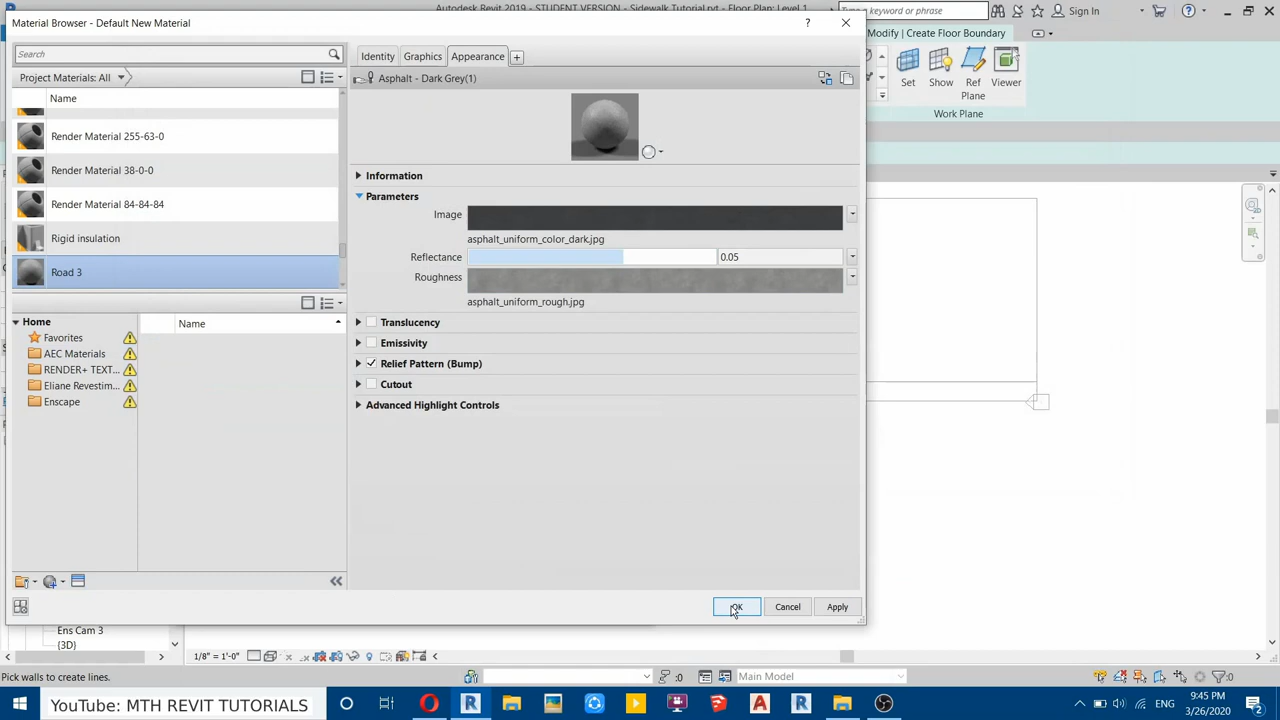 Autodesk Revit 2019 - STUDENT VERSION - Sidewalk Tutorial.rvt - Floor Plan: Level 1
Type a keyword or phrase
Sign In
Material Browser - Default New Material
?
Modify | Create Floor Boundary
Search
Identity
Graphics
Appearance
Project Materials: All
Asphalt - Dark Grey(1)
Set
Show
Ref
Plane
Viewer
Work Plane
Name
Render Material 255-63-0
Render Material 38-0-0
Render Material 84-84-84
Rigid insulation
Road 3
Information
Parameters
Image
asphalt_uniform_color_dark.jpg
Reflectance
0.05
Roughness
asphalt_uniform_rough.jpg
Translucency
Emissivity
Relief Pattern (Bump)
Cutout
Advanced Highlight Controls
Home
Name
Favorites
AEC Materials
RENDER+ TEXT...
Eliane Revestim...
Enscape
OK
Cancel
Apply
Ens Cam 3
{3D}
1/8" = 1'-0"
Pick walls to create lines.
:0
Main Model
:0
YouTube: MTH REVIT TUTORIALS
ENG
9:45 PM
3/26/2020